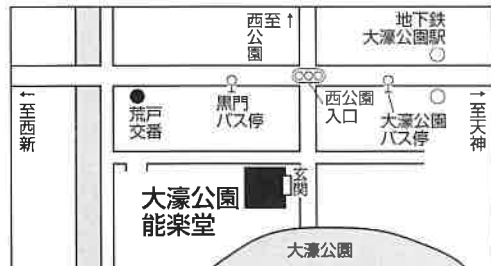 至西公園
↑
地下鉄
大濠公園駅
←至西新
荒戸
交番
黒門
バス停
西公園
入口
大濠公園
バス停
→至天神
大濠公園
能楽堂
玄関
大濠公園